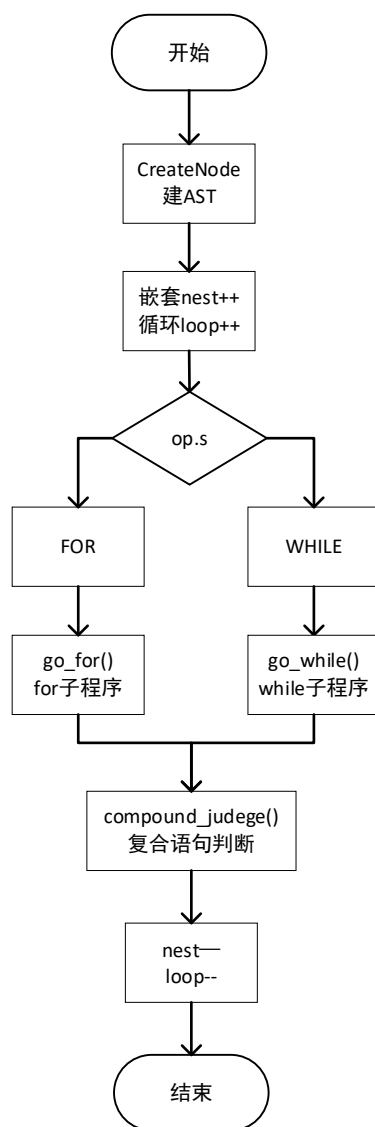 开始
CreateNode
建AST
嵌套nest++
循环loop++
op.s
FOR
WHILE
go_for()
for子程序
go_while()
while子程序
compound_judege()
复合语句判断
nest—
loop--
结束